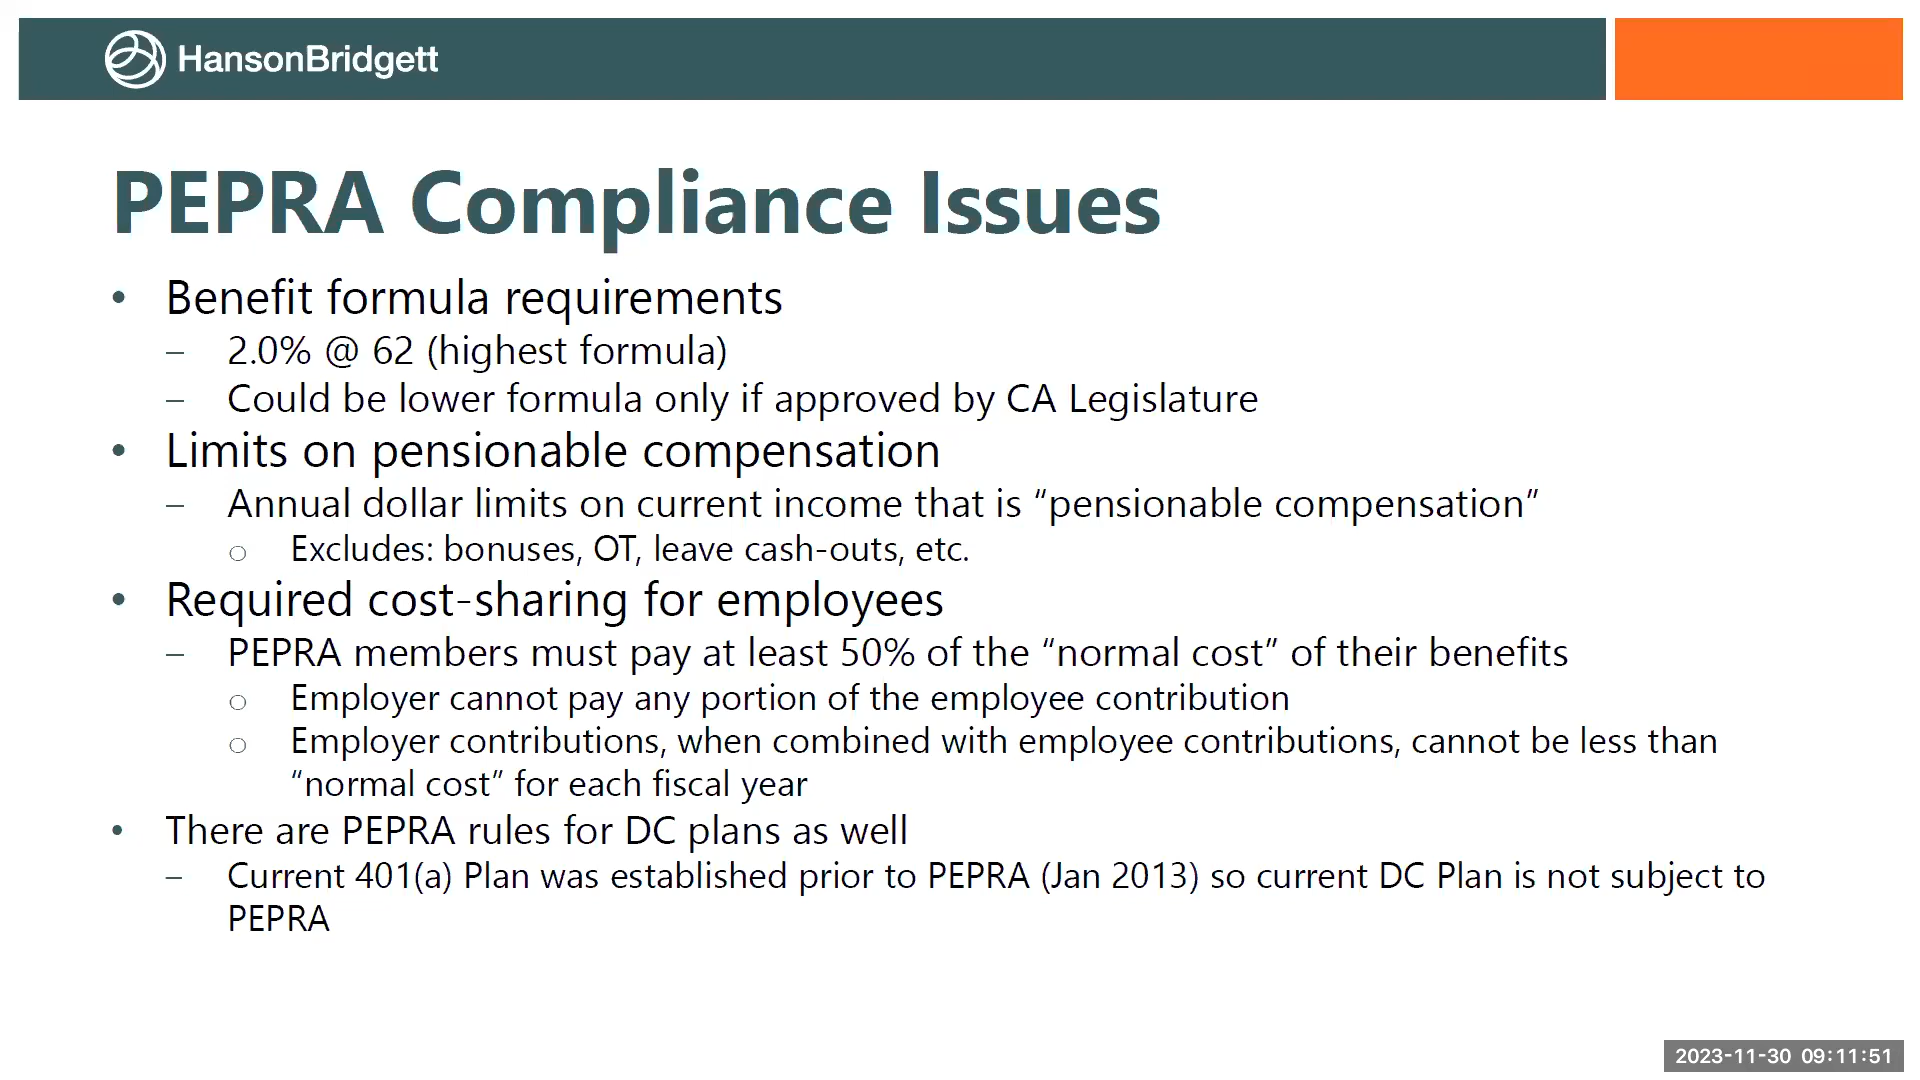 HansonBridgett
PEPRA Compliance Issues
• Benefit formula requirements
– 2.0% @ 62 (highest formula)
– Could be lower formula only if approved by CA Legislature
• Limits on pensionable compensation
– Annual dollar limits on current income that is “pensionable compensation”
○ Excludes: bonuses, OT, leave cash-outs, etc.
• Required cost-sharing for employees
– PEPRA members must pay at least 50% of the “normal cost” of their benefits
○ Employer cannot pay any portion of the employee contribution
○ Employer contributions, when combined with employee contributions, cannot be less than
“normal cost” for each fiscal year
• There are PEPRA rules for DC plans as well
– Current 401(a) Plan was established prior to PEPRA (Jan 2013) so current DC Plan is not subject to
PEPRA
2023-11-30 09:11:51